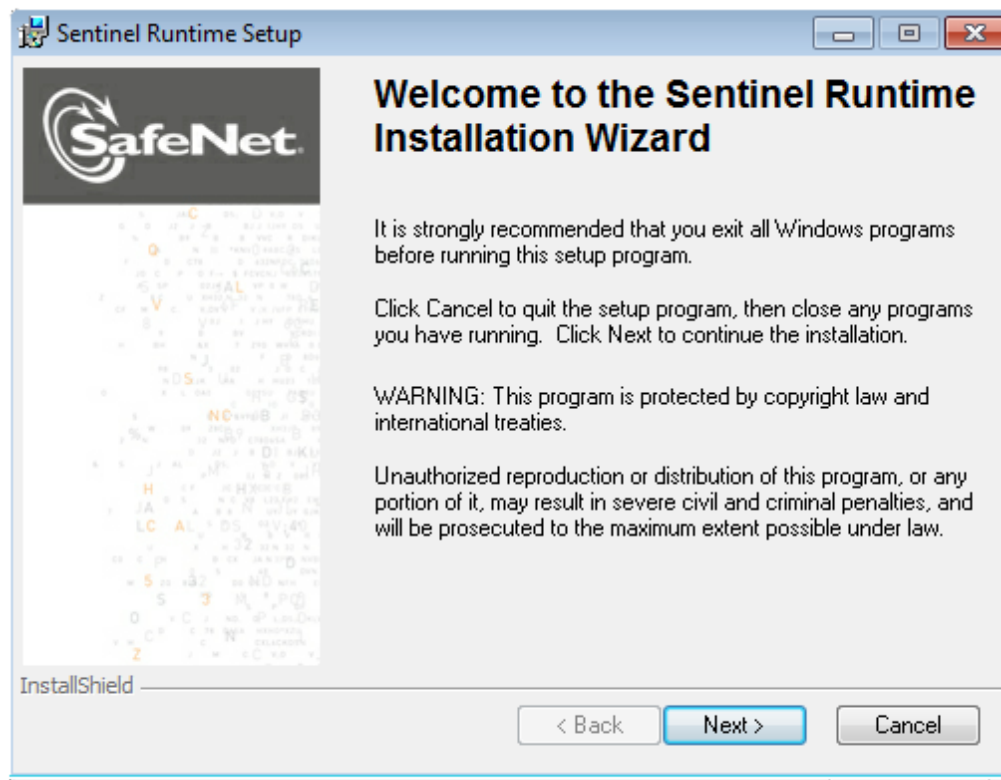 Sentinel Runtime Setup
SafeNet.
Welcome to the Sentinel Runtime
Installation Wizard
It is strongly recommended that you exit all Windows programs
before running this setup program.
Click Cancel to quit the setup program, then close any programs
you have running.  Click Next to continue the installation.
WARNING: This program is protected by copyright law and
international treaties.
Unauthorized reproduction or distribution of this program, or any
portion of it, may result in severe civil and criminal penalties, and
will be prosecuted to the maximum extent possible under law.
InstallShield
< Back
Next >
Cancel